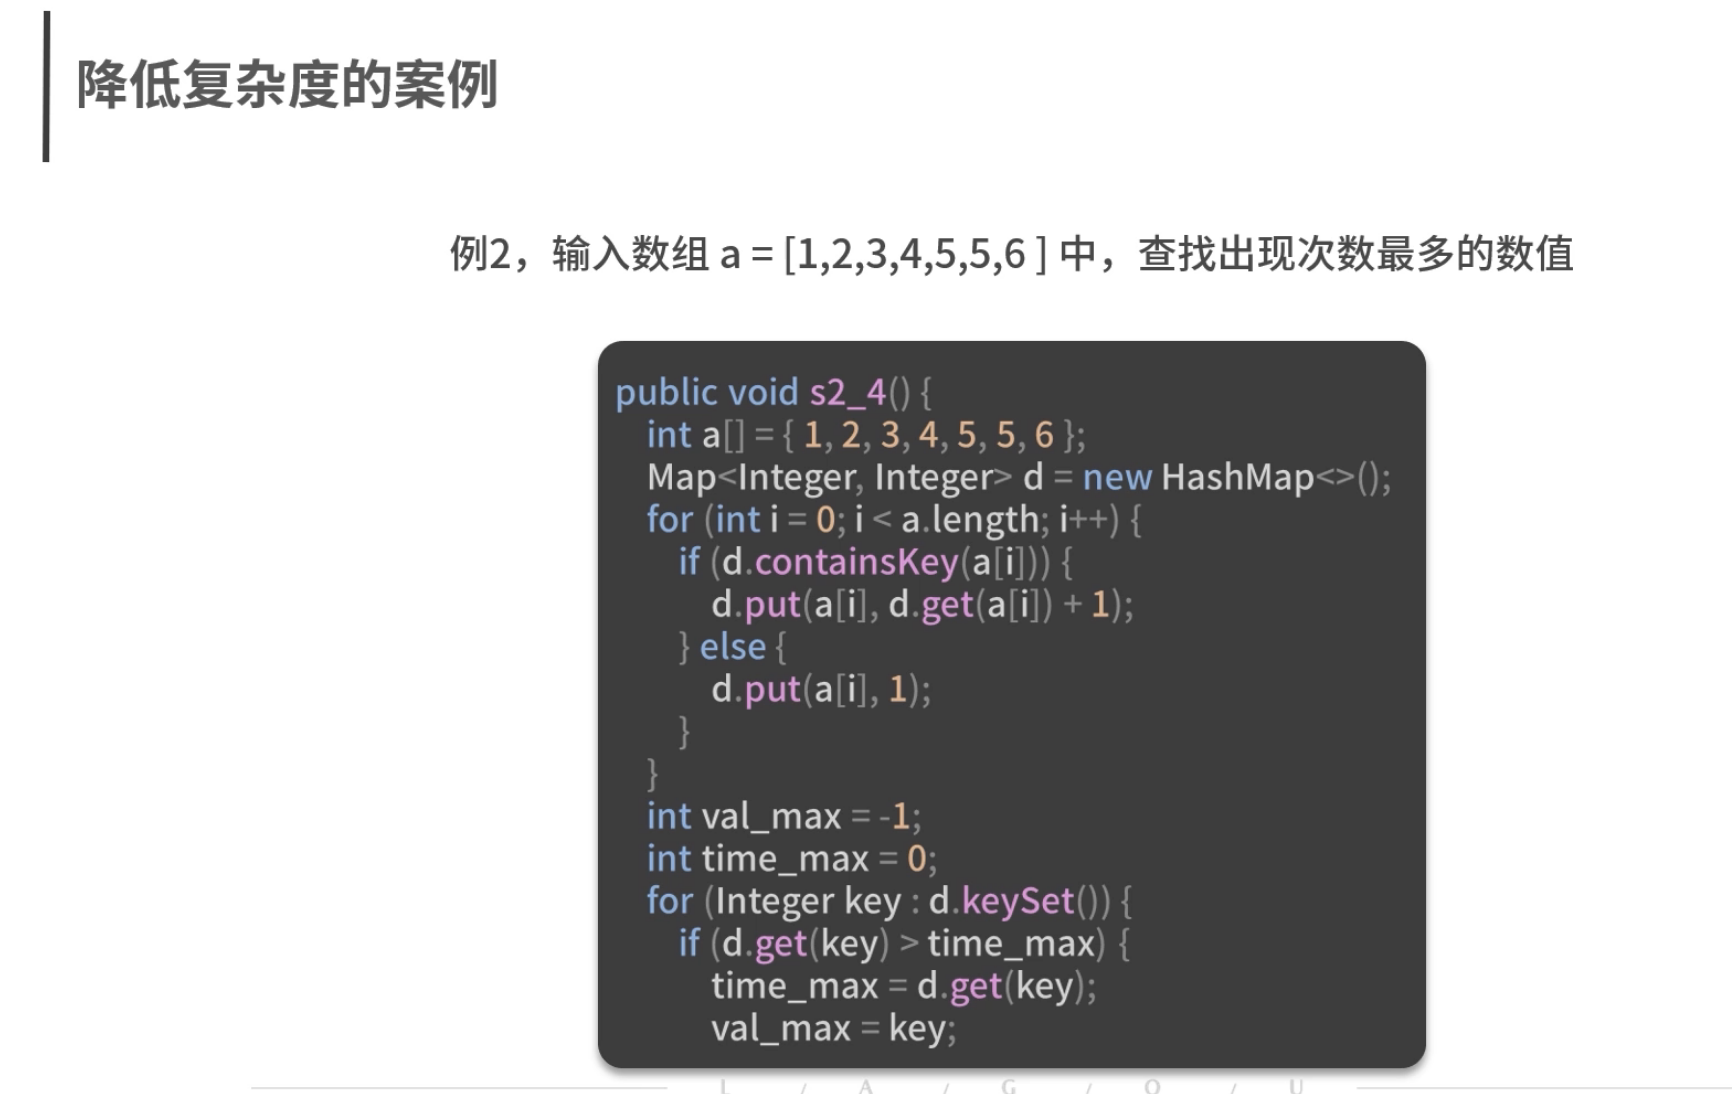 降低复杂度的案例
例2，输入数组 a = [1,2,3,4,5,5,6 ] 中，查找出现次数最多的数值
public void s2_4() {
int a[] = { 1, 2, 3, 4, 5, 5, 6 };
Map<Integer, Integer> d = new HashMap<>();
for (int i = 0; i < a.length; i++) {
if (d.containsKey(a[i])) {
d.put(a[i], d.get(a[i]) + 1);
} else {
d.put(a[i], 1);
}
}
int val_max = -1;
int time_max = 0;
for (Integer key : d.keySet()) {
if (d.get(key) > time_max) {
time_max = d.get(key);
val_max = key;
L / A / G / O / U